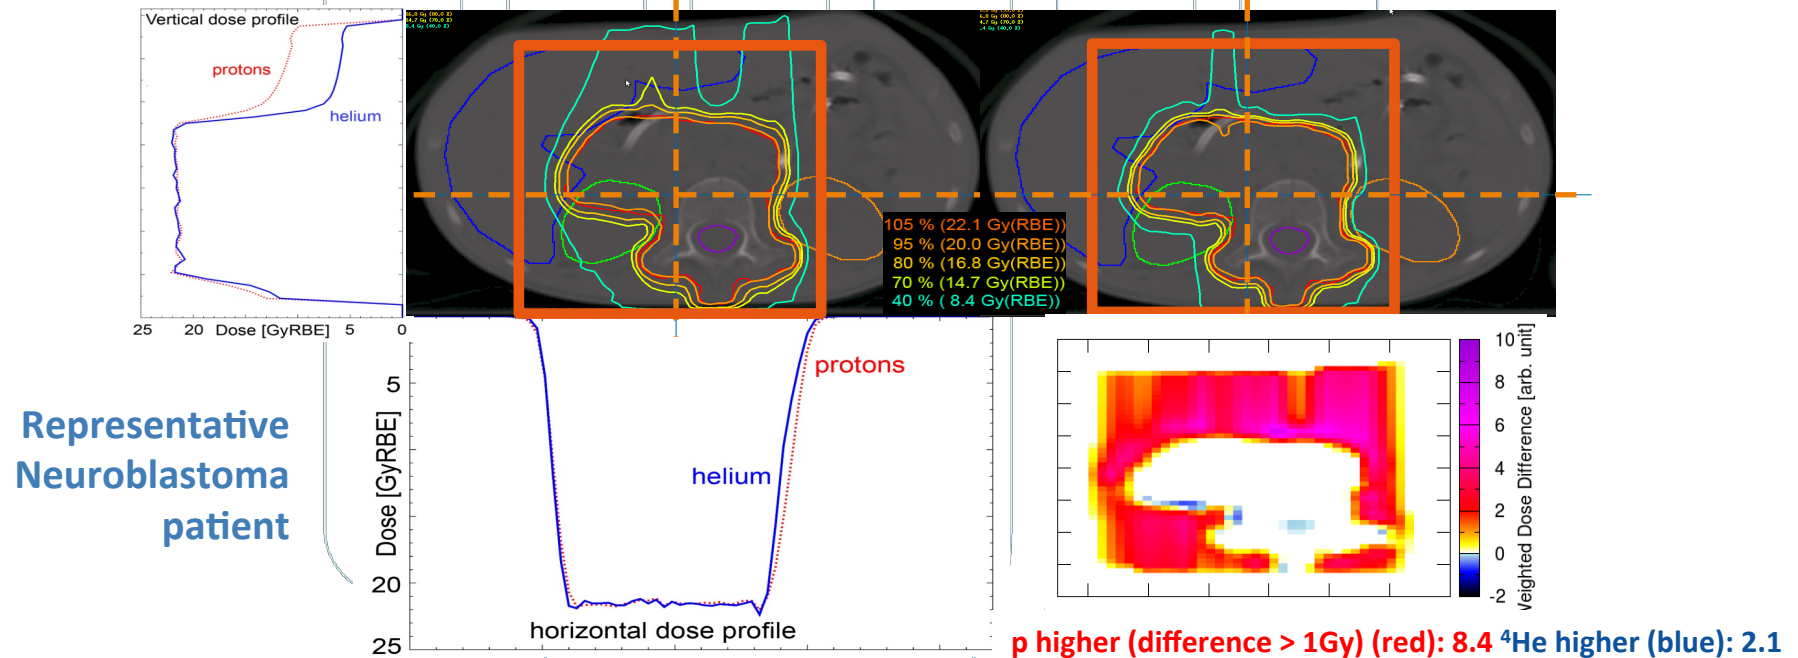 Vertical dose profile
protons
helium
25 20 Dose [GyRBE] 5 0
105 % (22.1 Gy(RBE))
95 % (20.0 Gy(RBE))
80 % (16.8 Gy(RBE))
70 % (14.7 Gy(RBE))
40 % ( 8.4 Gy(RBE))
Representative
Neuroblastoma
patient
5
Dose [GyRBE]
20
25
protons
helium
horizontal dose profile
10
8
6
4
2
0
-2
Weighted Dose Difference [arb. unit]
p higher (difference > 1Gy) (red): 8.4 ⁴He higher (blue): 2.1